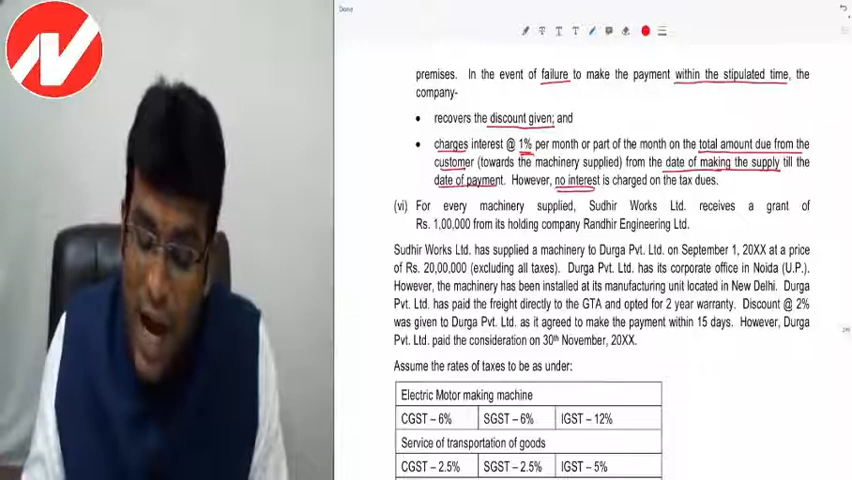 Done
premises. In the event of failure to make the payment within the stipulated time, the
company-
• recovers the discount given; and
• charges interest @ 1% per month or part of the month on the total amount due from the
customer (towards the machinery supplied) from the date of making the supply till the
date of payment. However, no interest is charged on the tax dues.
(vi) For every machinery supplied, Sudhir Works Ltd. receives a grant of
Rs. 1,00,000 from its holding company Randhir Engineering Ltd.
Sudhir Works Ltd. has supplied a machinery to Durga Pvt. Ltd. on September 1, 20XX at a price
of Rs. 20,00,000 (excluding all taxes). Durga Pvt. Ltd. has its corporate office in Noida (U.P.).
However, the machinery has been installed at its manufacturing unit located in New Delhi. Durga
Pvt. Ltd. has paid the freight directly to the GTA and opted for 2 year warranty. Discount @ 2%
was given to Durga Pvt. Ltd. as it agreed to make the payment within 15 days. However, Durga
Pvt. Ltd. paid the consideration on 30th November, 20XX.
Assume the rates of taxes to be as under:
Electric Motor making machine
CGST – 6% SGST – 6% IGST – 12%
Service of transportation of goods
CGST – 2.5% SGST – 2.5% IGST – 5%